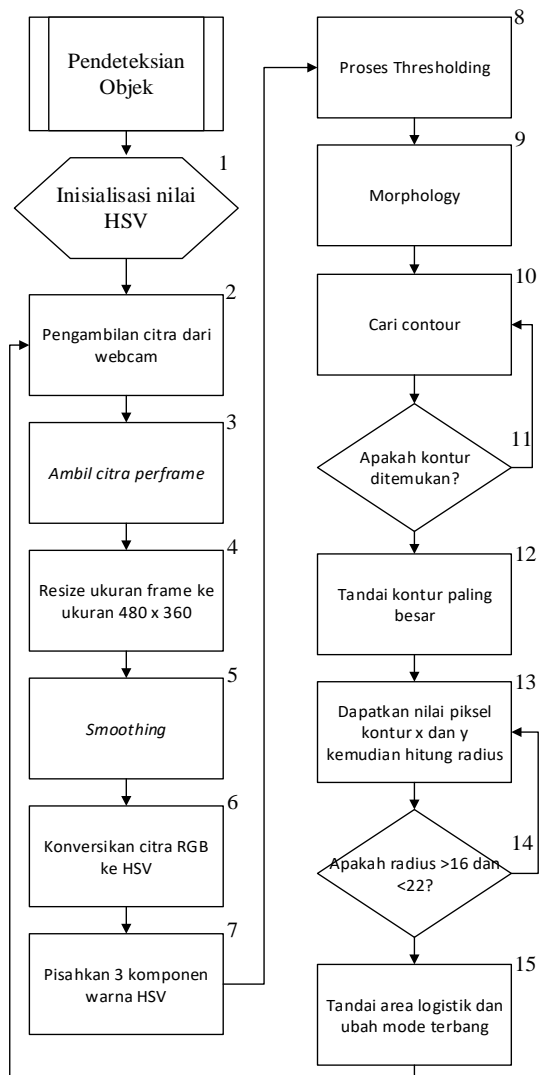 Pendeteksian
Objek
1
Inisialisasi nilai
HSV
2
Pengambilan citra dari
webcam
3
Ambil citra perframe
4
Resize ukuran frame ke
ukuran 480 x 360
5
Smoothing
6
Konversikan citra RGB
ke HSV
7
Pisahkan 3 komponen
warna HSV
8
Proses Thresholding
9
Morphology
10
Cari contour
11
Apakah kontur
ditemukan?
12
Tandai kontur paling
besar
13
Dapatkan nilai piksel
kontur x dan y
kemudian hitung radius
14
Apakah radius >16 dan
<22?
15
Tandai area logistik dan
ubah mode terbang